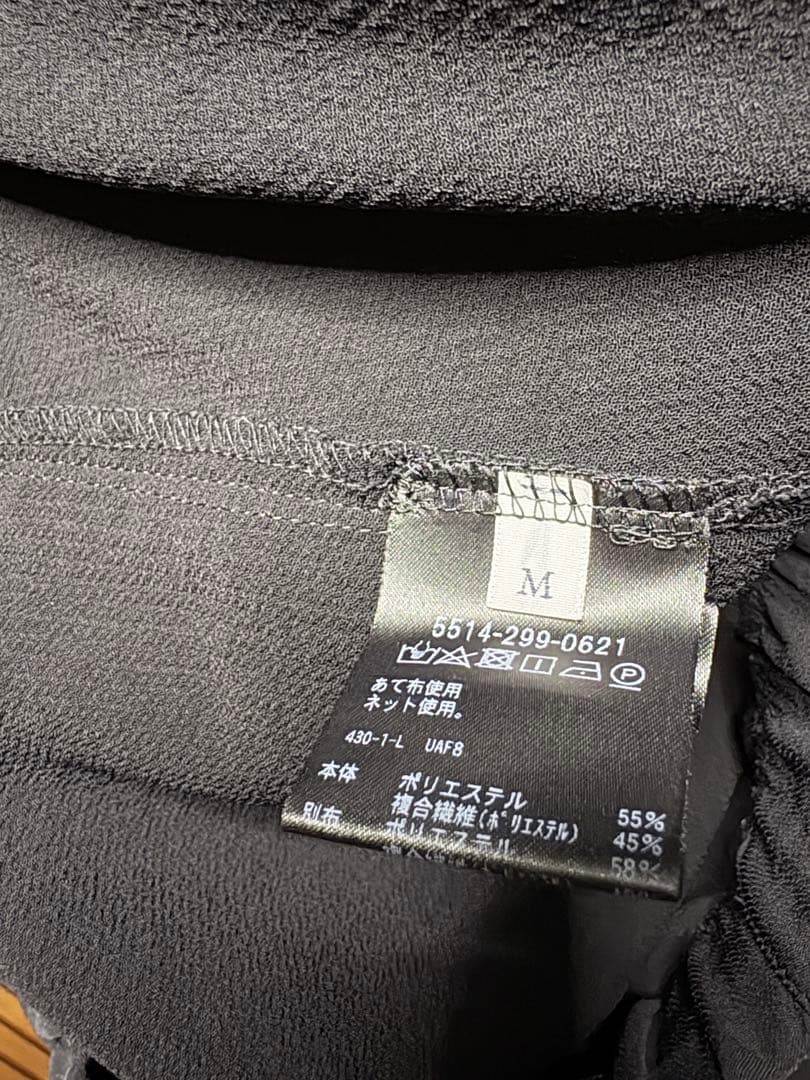 M
5514-299-0621
あて布使用
ネット使用。
430-1-L UAF8
本体 ポリエステル 55%
複合繊維(ポリエステル) 45%
別布 ポリエステル 58%